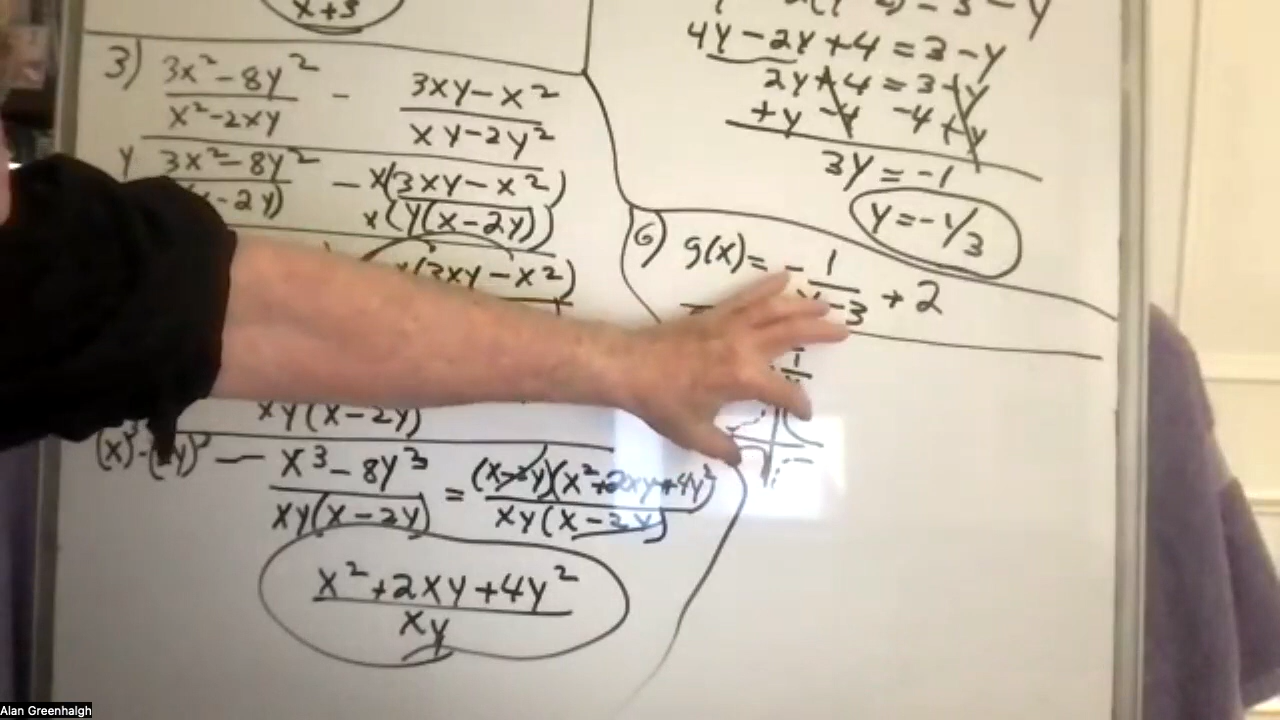 x+3
3) 3x²-8y² / x²-2xy - 3xy-x² / xy-2y²
y 3x²-8y² / -2y) - x(3xy-x²) / x(y(x-2y))
(3xy-x²)
xy(x-2y)
(x)³-( y)³ - x³-8y³ / xy(x-2y) = (x-2y)(x²+2xy+4y²) / xy(x-2y)
x²+2xy+4y² / xy
4y-2y+4=3-y
2y+4=3-y
+y -4 -4+y
3y=-1
y=-1/3
6) g(x)= - 1 / x-3 + 2
Alan Greenhalgh